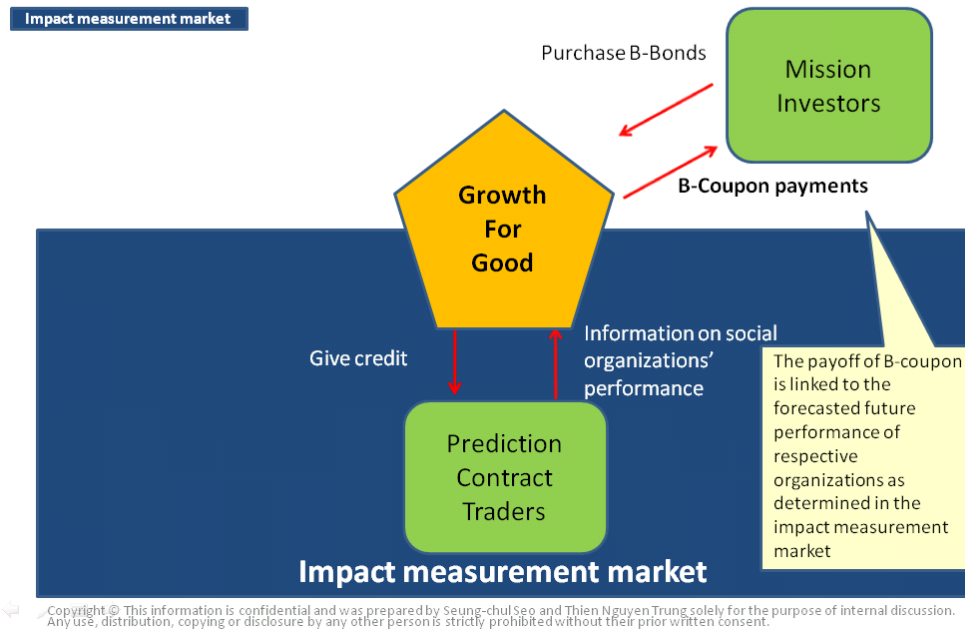 Impact measurement market
Purchase B-Bonds
Mission
Investors
B-Coupon payments
Growth
For
Good
Give credit
Information on social
organizations’
performance
Prediction
Contract
Traders
The payoff of B-coupon
is linked to the
forecasted future
performance of
respective
organizations as
determined in the
impact measurement
market
Impact measurement market
Copyright © This information is confidential and was prepared by Seung-chul Seo and Thien Nguyen Trung solely for the purpose of internal discussion.
Any use, distribution, copying or disclosure by any other person is strictly prohibited without their prior written consent.